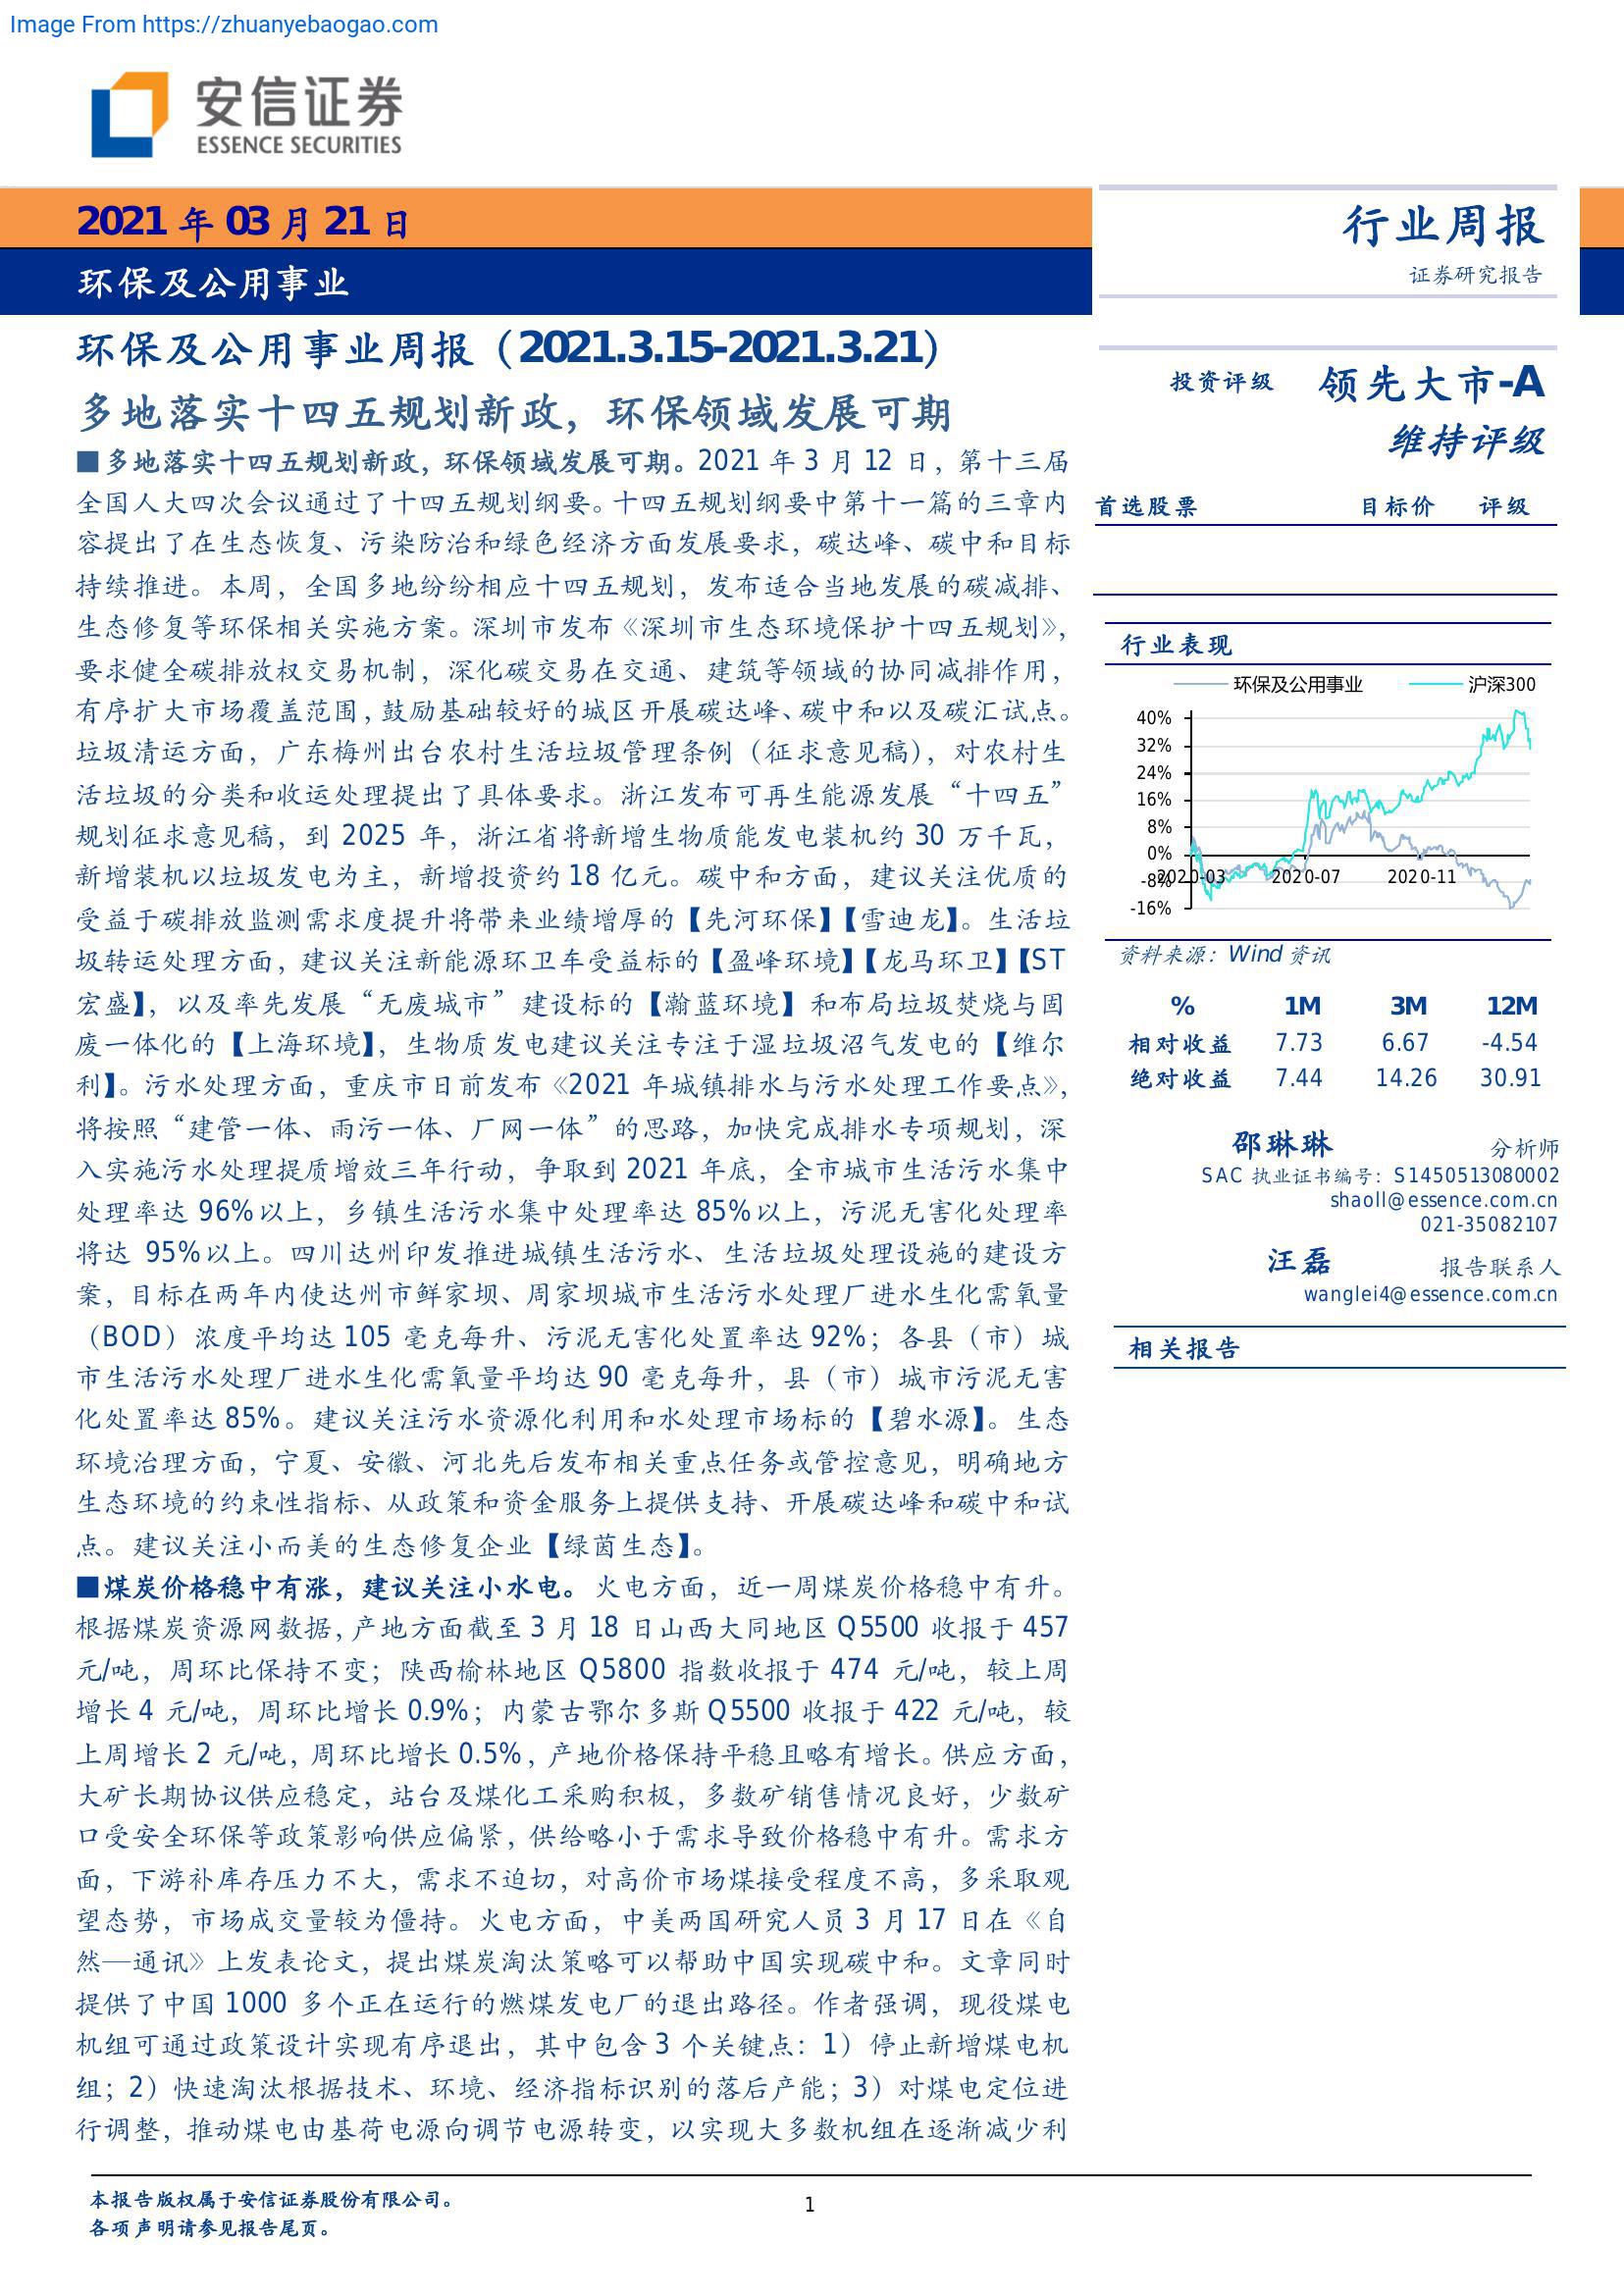 Image From https://zhuanyebaogao.com
安信证券
ESSENCE SECURITIES
2021 年 03 月 21 日
环保及公用事业
行业周报
证券研究报告
环保及公用事业周报（2021.3.15-2021.3.21）
多地落实十四五规划新政，环保领域发展可期
■多地落实十四五规划新政，环保领域发展可期。2021 年 3 月 12 日，第十三届
全国人大四次会议通过了十四五规划纲要。十四五规划纲要中第十一篇的三章内
容提出了在生态恢复、污染防治和绿色经济方面发展要求，碳达峰、碳中和目标
持续推进。本周，全国多地纷纷相应十四五规划，发布适合当地发展的碳减排、
生态修复等环保相关实施方案。深圳市发布《深圳市生态环境保护十四五规划》，
要求健全碳排放权交易机制，深化碳交易在交通、建筑等领域的协同减排作用，
有序扩大市场覆盖范围，鼓励基础较好的城区开展碳达峰、碳中和以及碳汇试点。
垃圾清运方面，广东梅州出台农村生活垃圾管理条例（征求意见稿），对农村生
活垃圾的分类和收运处理提出了具体要求。浙江发布可再生能源发展“十四五”
规划征求意见稿，到 2025 年，浙江省将新增生物质能发电装机约 30 万千瓦，
新增装机以垃圾发电为主，新增投资约 18 亿元。碳中和方面，建议关注优质的
受益于碳排放监测需求度提升将带来业绩增厚的【先河环保】【雪迪龙】。生活垃
圾转运处理方面，建议关注新能源环卫车受益标的【盈峰环境】【龙马环卫】【ST
宏盛】，以及率先发展“无废城市”建设标的【瀚蓝环境】和布局垃圾焚烧与固
废一体化的【上海环境】，生物质发电建议关注专注于湿垃圾沼气发电的【维尔
利】。污水处理方面，重庆市日前发布《2021 年城镇排水与污水处理工作要点》，
将按照“建管一体、雨污一体、厂网一体”的思路，加快完成排水专项规划，深
入实施污水处理提质增效三年行动，争取到 2021 年底，全市城市生活污水集中
处理率达 96%以上，乡镇生活污水集中处理率达 85%以上，污泥无害化处理率
将达 95%以上。四川达州印发推进城镇生活污水、生活垃圾处理设施的建设方
案，目标在两年内使达州市鲜家坝、周家坝城市生活污水处理厂进水生化需氧量
（BOD）浓度平均达 105 毫克每升、污泥无害化处置率达 92%；各县（市）城
市生活污水处理厂进水生化需氧量平均达 90 毫克每升，县（市）城市污泥无害
化处置率达 85%。建议关注污水资源化利用和水处理市场标的【碧水源】。生态
环境治理方面，宁夏、安徽、河北先后发布相关重点任务或管控意见，明确地方
生态环境的约束性指标、从政策和资金服务上提供支持、开展碳达峰和碳中和试
点。建议关注小而美的生态修复企业【绿茵生态】。
■煤炭价格稳中有涨，建议关注小水电。火电方面，近一周煤炭价格稳中有升。
根据煤炭资源网数据，产地方面截至 3 月 18 日山西大同地区 Q5500 收报于 457
元/吨，周环比保持不变；陕西榆林地区 Q5800 指数收报于 474 元/吨，较上周
增长 4 元/吨，周环比增长 0.9%；内蒙古鄂尔多斯 Q5500 收报于 422 元/吨，较
上周增长 2 元/吨，周环比增长 0.5%，产地价格保持平稳且略有增长。供应方面，
大矿长期协议供应稳定，站台及煤化工采购积极，多数矿销售情况良好，少数矿
口受安全环保等政策影响供应偏紧，供给略小于需求导致价格稳中有升。需求方
面，下游补库存压力不大，需求不迫切，对高价市场煤接受程度不高，多采取观
望态势，市场成交量较为僵持。火电方面，中美两国研究人员 3 月 17 日在《自
然—通讯》上发表论文，提出煤炭淘汰策略可以帮助中国实现碳中和。文章同时
提供了中国 1000 多个正在运行的燃煤发电厂的退出路径。作者强调，现役煤电
机组可通过政策设计实现有序退出，其中包含 3 个关键点：1）停止新增煤电机
组；2）快速淘汰根据技术、环境、经济指标识别的落后产能；3）对煤电定位进
行调整，推动煤电由基荷电源向调节电源转变，以实现大多数机组在逐渐减少利
投资评级 领先大市-A
维持评级
首选股票 目标价 评级
行业表现
环保及公用事业 沪深300
40%
32%
24%
16%
8%
0%
-8%
-16%
2020-03 2020-07 2020-11
资料来源：Wind 资讯
% 1M 3M 12M
相对收益 7.73 6.67 -4.54
绝对收益 7.44 14.26 30.91
邵琳琳 分析师
SAC 执业证书编号：S1450513080002
shaoll@essence.com.cn
021-35082107
汪磊 报告联系人
wanglei4@essence.com.cn
相关报告
本报告版权属于安信证券股份有限公司。
各项声明请参见报告尾页。
1